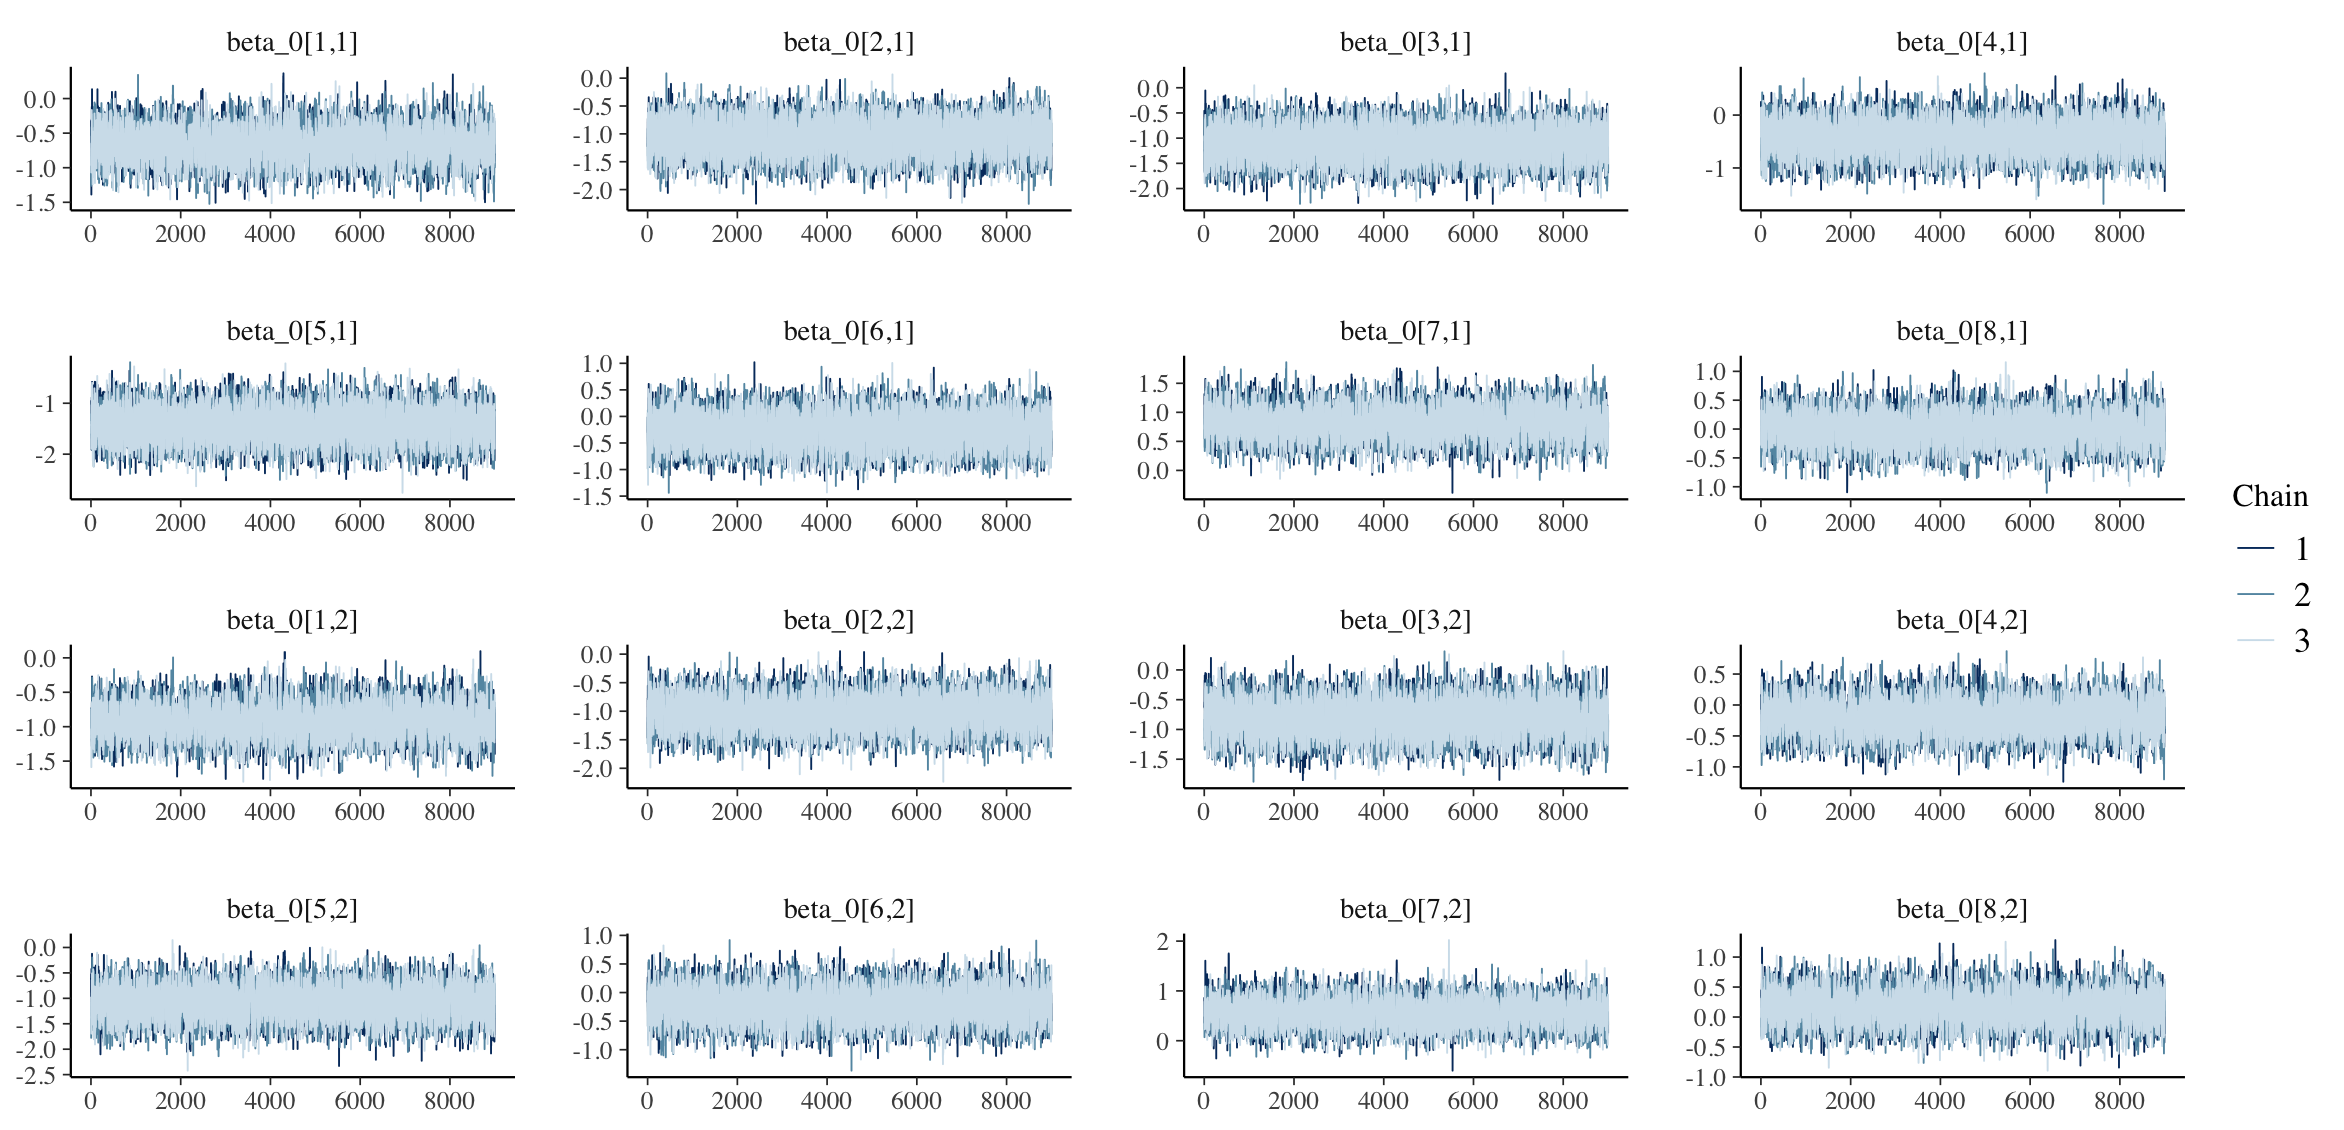 beta_0[1,1] beta_0[2,1] beta_0[3,1] beta_0[4,1]
0.0 0.0 0.0 0
-0.5 -0.5 -0.5 -1
-1.0 -1.0 -1.0
-1.5 -1.5 -1.5
-2.0 -2.0
0 2000 4000 6000 8000 0 2000 4000 6000 8000 0 2000 4000 6000 8000 0 2000 4000 6000 8000
beta_0[5,1] beta_0[6,1] beta_0[7,1] beta_0[8,1]
-1 1.0 1.5 1.0
-2 0.5 1.0 0.5
0.0 0.5 0.0
-0.5 0.0 -0.5
-1.0 -1.0
-1.5
0 2000 4000 6000 8000 0 2000 4000 6000 8000 0 2000 4000 6000 8000 0 2000 4000 6000 8000
Chain
1
2
3
beta_0[1,2] beta_0[2,2] beta_0[3,2] beta_0[4,2]
0.0 0.0 0.0 0.5
-0.5 -0.5 -0.5 0.0
-1.0 -1.0 -1.0 -0.5
-1.5 -1.5 -1.5 -1.0
-2.0
0 2000 4000 6000 8000 0 2000 4000 6000 8000 0 2000 4000 6000 8000 0 2000 4000 6000 8000
beta_0[5,2] beta_0[6,2] beta_0[7,2] beta_0[8,2]
0.0 1.0 2 1.0
-0.5 0.5 1 0.5
-1.0 0.0 0 0.0
-1.5 -0.5 -0.5
-2.0 -1.0 -1.0
-2.5
0 2000 4000 6000 8000 0 2000 4000 6000 8000 0 2000 4000 6000 8000 0 2000 4000 6000 8000